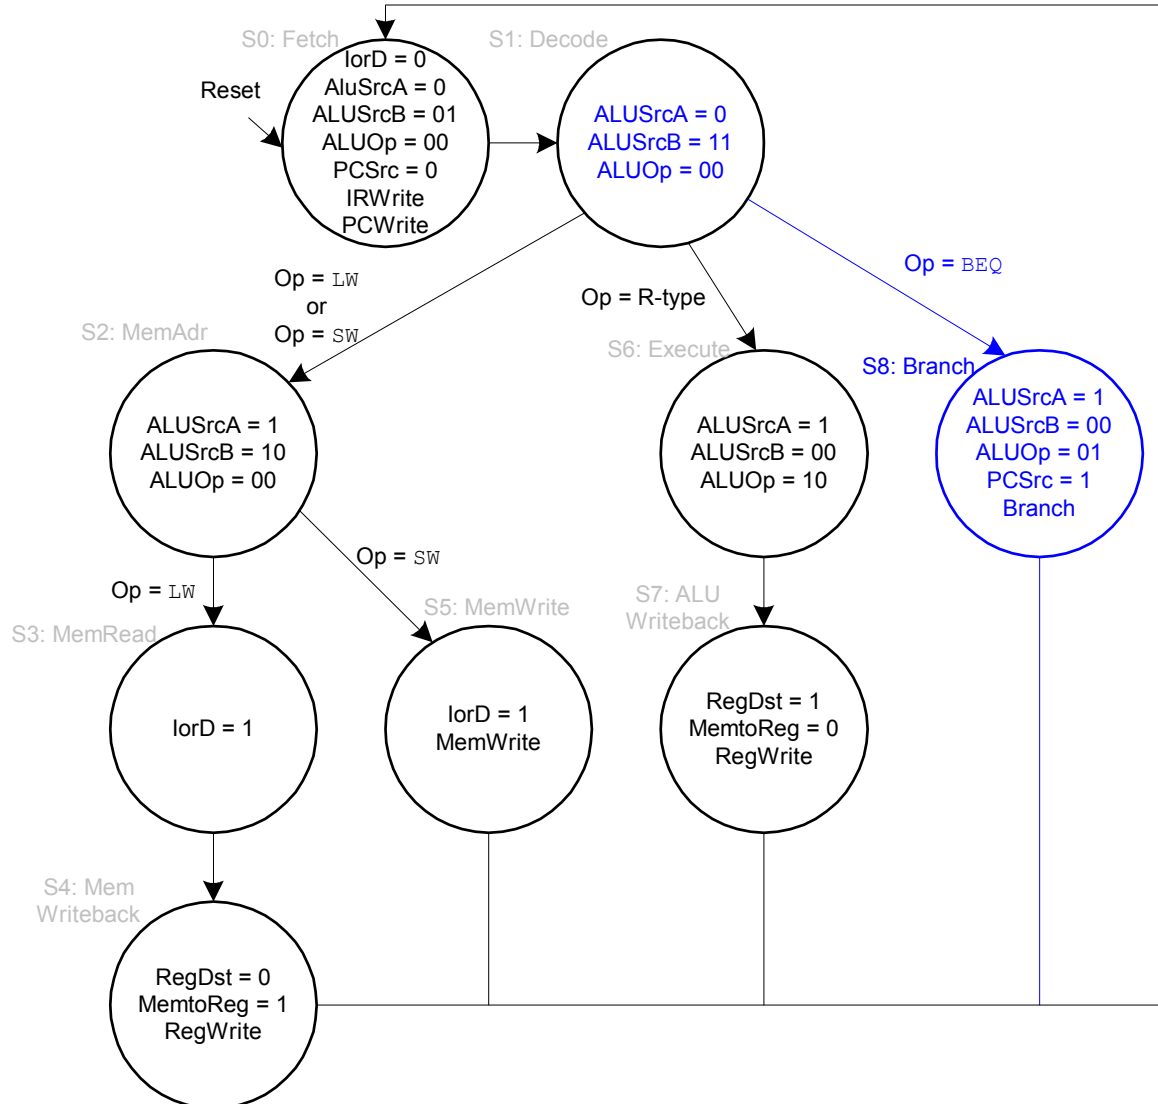 S0: Fetch
IorD = 0
AluSrcA = 0
ALUSrcB = 01
ALUOp = 00
PCSrc = 0
IRWrite
PCWrite
Reset
S1: Decode
ALUSrcA = 0
ALUSrcB = 11
ALUOp = 00
Op = LW
or
Op = SW
Op = R-type
Op = BEQ
S2: MemAdr
ALUSrcA = 1
ALUSrcB = 10
ALUOp = 00
S6: Execute
ALUSrcA = 1
ALUSrcB = 00
ALUOp = 10
S8: Branch
ALUSrcA = 1
ALUSrcB = 00
ALUOp = 01
PCSrc = 1
Branch
Op = LW
Op = SW
S3: MemRead
IorD = 1
S5: MemWrite
IorD = 1
MemWrite
S7: ALU
Writeback
RegDst = 1
MemtoReg = 0
RegWrite
S4: Mem
Writeback
RegDst = 0
MemtoReg = 1
RegWrite